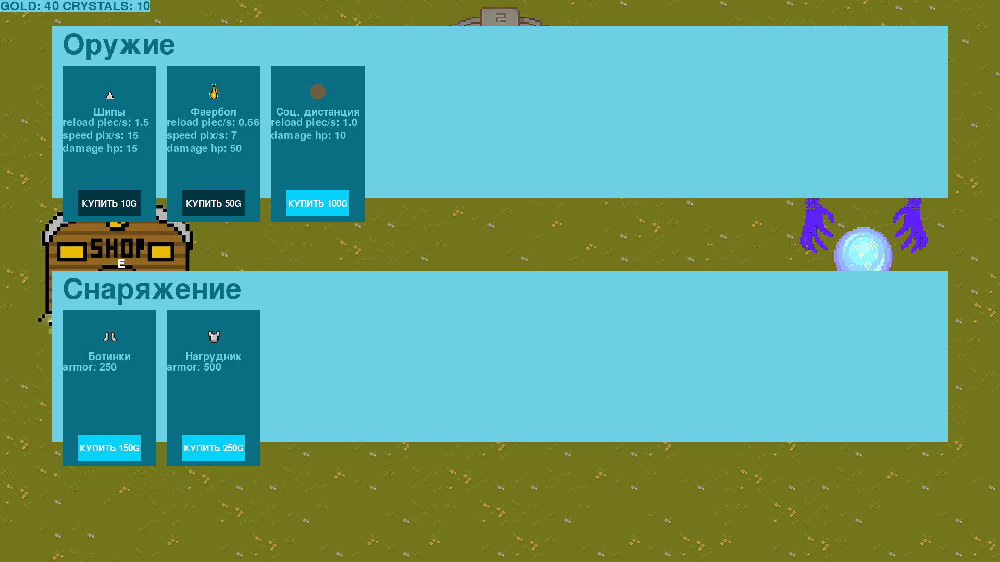 GOLD: 40 CRYSTALS: 10
2
Оружие
Шипы
reload piec/s: 1.5
speed pix/s: 15
damage hp: 15
КУПИТЬ 10G
Фаербол
reload piec/s: 0.66
speed pix/s: 7
damage hp: 50
КУПИТЬ 50G
Соц. дистанция
reload piec/s: 1.0
damage hp: 10
КУПИТЬ 100G
SHOP
E
Снаряжение
Ботинки
armor: 250
КУПИТЬ 150G
Нагрудник
armor: 500
КУПИТЬ 250G